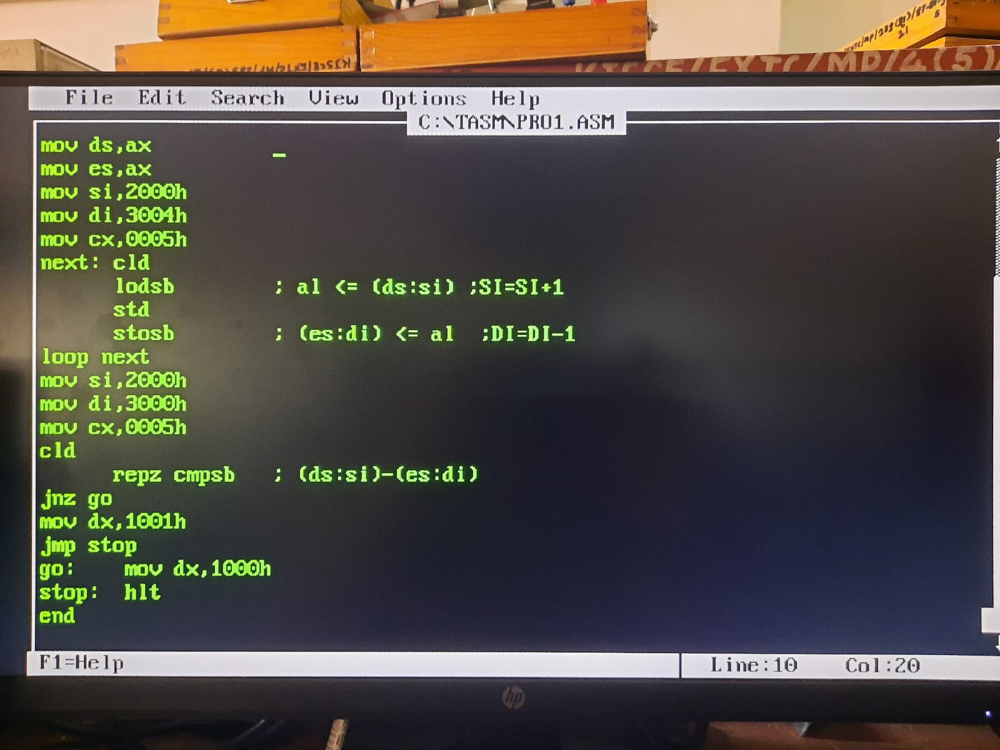 File Edit Search View Options Help
C:\TASM\PRO1.ASM
mov ds,ax
mov es,ax
mov si,2000h
mov di,3004h
mov cx,0005h
next: cld
lodsb ; al <= (ds:si) ;SI=SI+1
std
stosb ; (es:di) <= al ;DI=DI-1
loop next
mov si,2000h
mov di,3000h
mov cx,0005h
cld
repz cmpsb ; (ds:si)-(es:di)
jnz go
mov dx,1001h
jmp stop
go: mov dx,1000h
stop: hlt
end
F1=Help Line:10 Col:20
hp